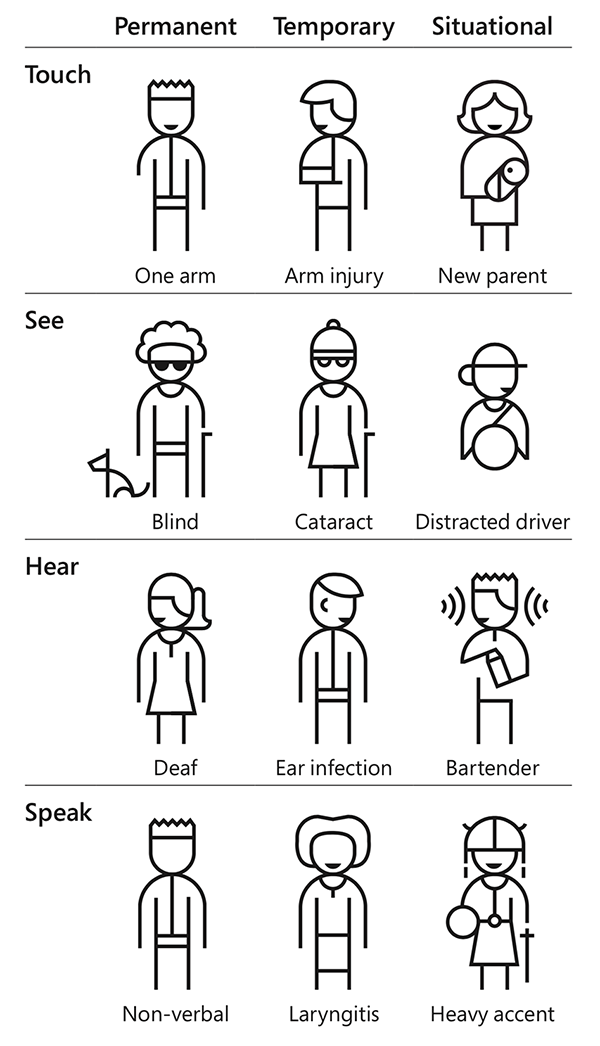 Permanent Temporary Situational
Touch
One arm Arm injury New parent
See
Blind Cataract Distracted driver
Hear
Deaf Ear infection Bartender
Speak
Non-verbal Laryngitis Heavy accent